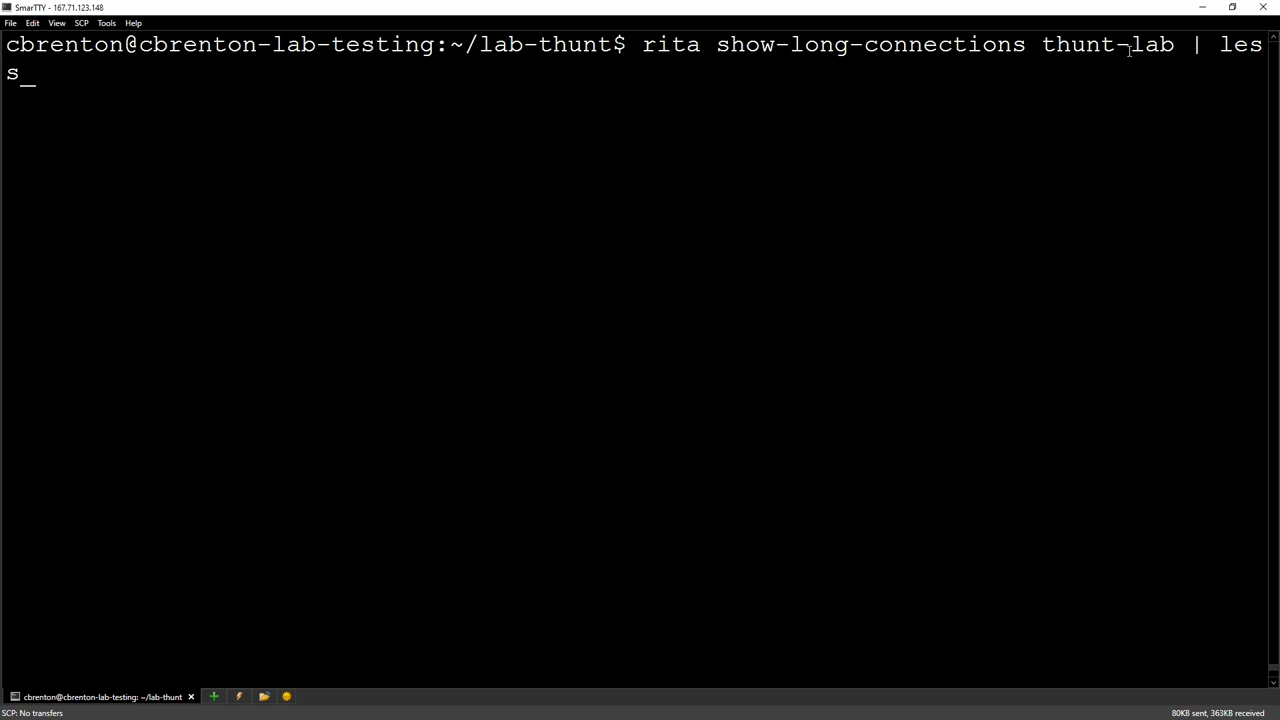 SmarTTY - 167.71.123.148
File Edit View SCP Tools Help
cbrenton@cbrenton-lab-testing:~/lab-thunt$ rita show-long-connections thunt-lab | les
s
cbrenton@cbrenton-lab-testing: ~/lab-thunt
SCP: No transfers
80KB sent, 363KB received